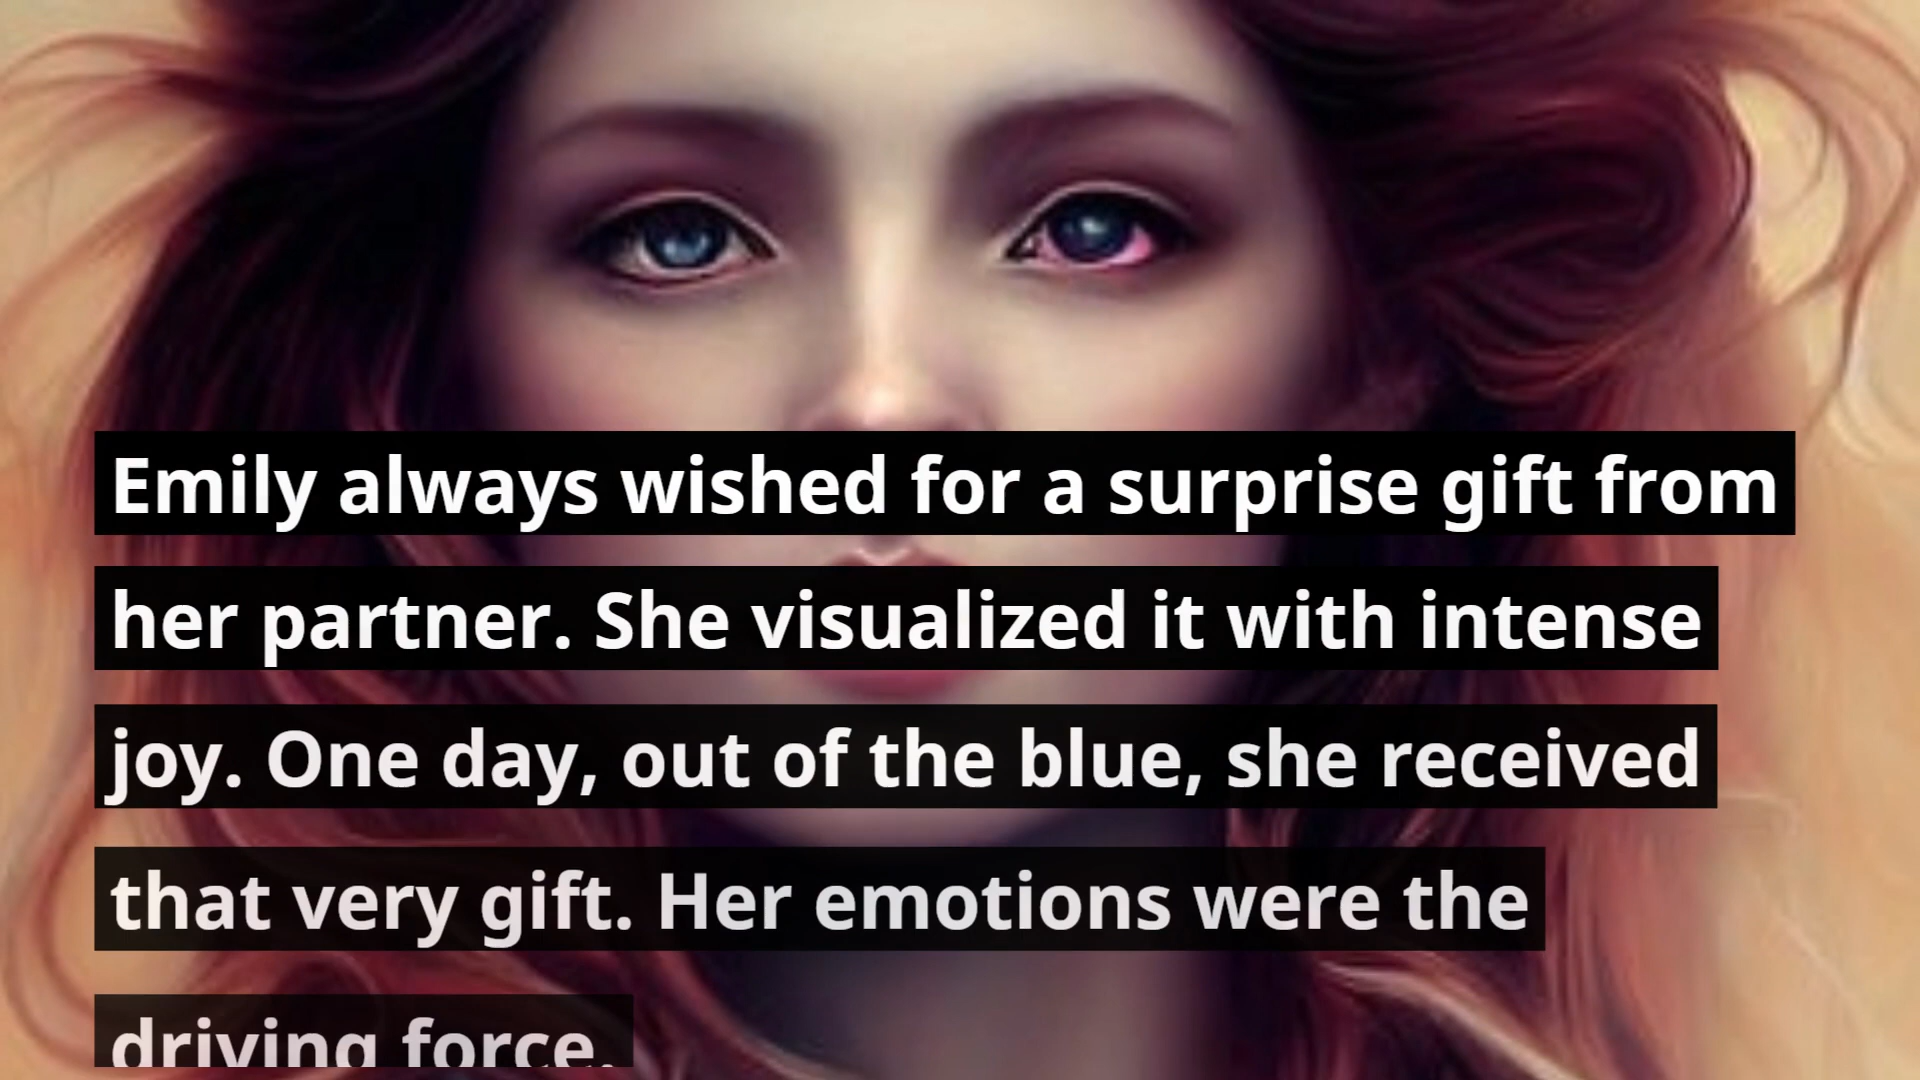 Emily always wished for a surprise gift from
her partner. She visualized it with intense
joy. One day, out of the blue, she received
that very gift. Her emotions were the
driving force.